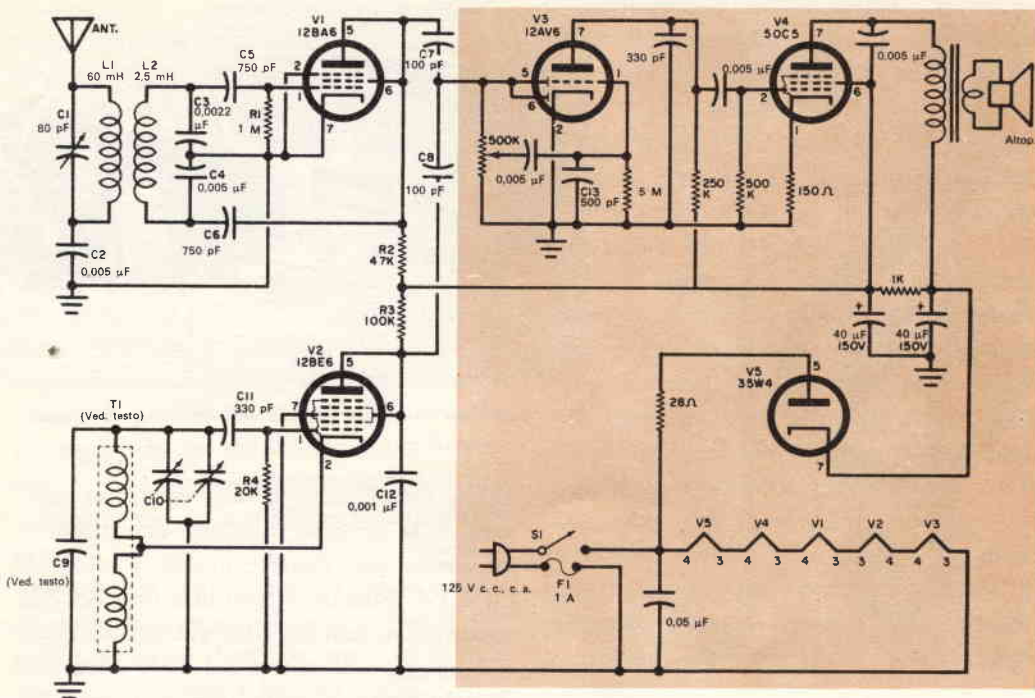 ANT.
L1
60 mH
L2
2,5 mH
C1
80 pF
C2
0,005 µF
C3
0,0022
µF
C4
0,005 µF
C5
750 pF
C6
750 pF
R1
1 M
V1
12BA6
5
2
1
6
7
C7
100 pF
C8
100 pF
R2
47K
R3
100K
V3
12AV6
7
5
6
1
2
500K
0,005 µF
C13
500 pF
5 M
330 pF
0,005 µF
250
K
500
K
V4
50C5
7
2
6
1
150Ω
0,005 µF
Altop.
1K
+
40 µF
150V
+
40 µF
150V
V2
12BE6
5
7
1
6
2
T1
(Ved. testo)
C9
(Ved. testo)
C10
C11
330 pF
R4
20K
C12
0,001 µF
V5
35W4
5
7
28Ω
S1
F1
1 A
125 V c.c., c.a.
0,05 µF
V5 V4 V1 V2 V3
4 3 4 3 4 3 3 4 4 3